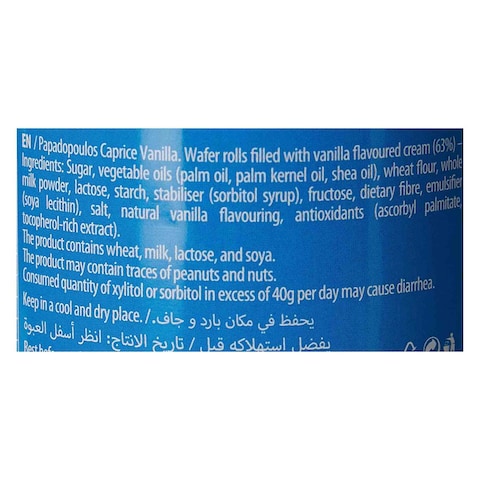 EN / Papadopoulos Caprice Vanilla. Wafer rolls filled with vanilla flavoured cream (63%) –
Ingredients: Sugar, vegetable oils (palm oil, palm kernel oil, shea oil), wheat flour, whole
milk powder, lactose, starch, stabiliser (sorbitol syrup), fructose, dietary fibre, emulsifier
(soya lecithin), salt, natural vanilla flavouring, antioxidants (ascorbyl palmitate,
tocopherol-rich extract).
The product contains wheat, milk, lactose, and soya.
The product may contain traces of peanuts and nuts.
Consumed quantity of xylitol or sorbitol in excess of 40g per day may cause diarrhea.
Keep in a cool and dry place./ يحفظ في مكان بارد و جاف.
يفضل استهلاكه قبل / تاريخ الانتاج: انظر أسفل العبوة
Best before